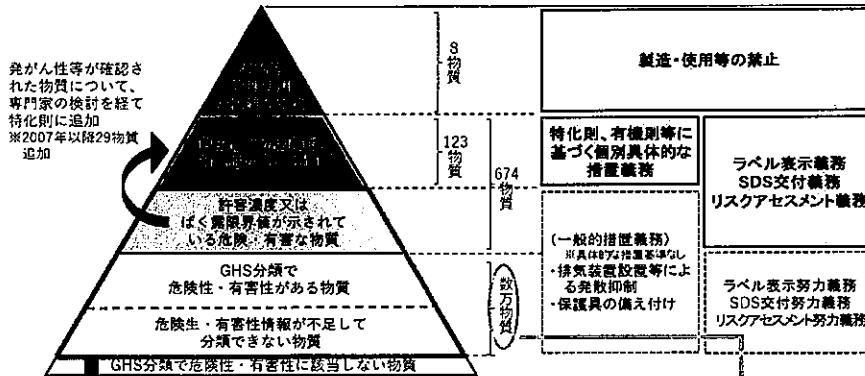 発がん性等が確認され
れた物質について、
専門家の検討を経て
特化則に追加
※2007年以降29物質
追加
8
物質
123
物質
674
物質
許容濃度又は
ばく露限界値が示されて
いる危険・有害な物質
GHS分類で
危険性・有害性がある物質
危険生・有害性情報が不足して
分類できない物質
GHS分類で危険性・有害性に該当しない物質
数万物質
製造・使用等の禁止
特化則、有機則等に
基づく個別具体的な
措置義務
ラベル表示義務
SDS交付義務
リスクアセスメント義務
(一般的措置義務)
※具体的な措置基準なし
・排気装置設置等によ
る発散抑制
・保護具の備え付け
ラベル表示努力義務
SDS交付努力義務
リスクアセスメント努力義務